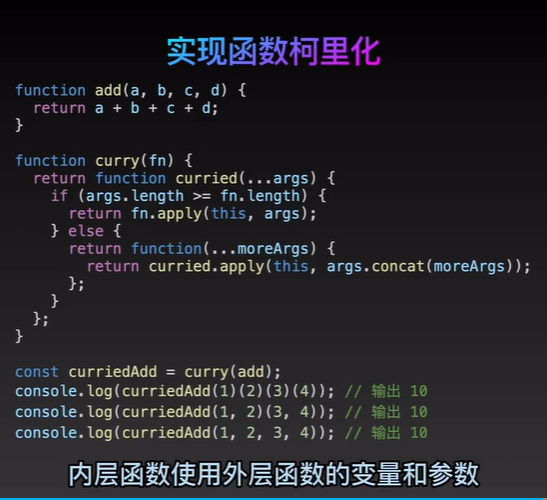 实现函数柯里化
function add(a, b, c, d) {
  return a + b + c + d;
}

function curry(fn) {
  return function curried(...args) {
    if (args.length >= fn.length) {
      return fn.apply(this, args);
    } else {
      return function(...moreArgs) {
        return curried.apply(this, args.concat(moreArgs));
      };
    }
  };
}

const curriedAdd = curry(add);
console.log(curriedAdd(1)(2)(3)(4)); // 输出 10
console.log(curriedAdd(1, 2)(3, 4)); // 输出 10
console.log(curriedAdd(1, 2, 3, 4)); // 输出 10
内层函数使用外层函数的变量和参数